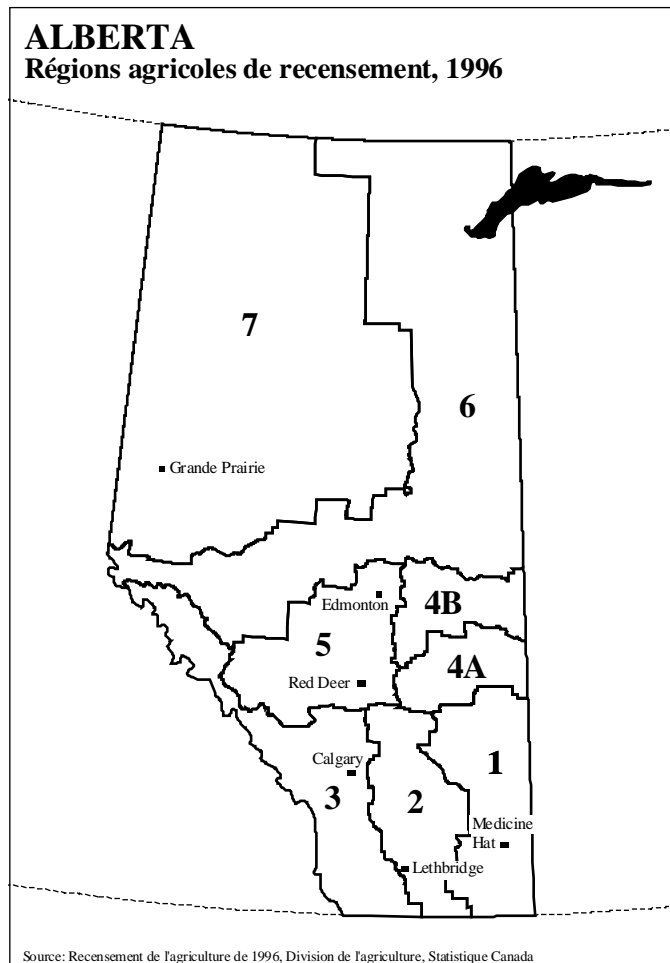 ALBERTA
Régions agricoles de recensement, 1996
7
6
Grande Prairie
Edmonton
4B
5
4A
Red Deer
Calgary
1
3
2
Medicine
Hat
Lethbridge
Source: Recensement de l'agriculture de 1996, Division de l'agriculture, Statistique Canada